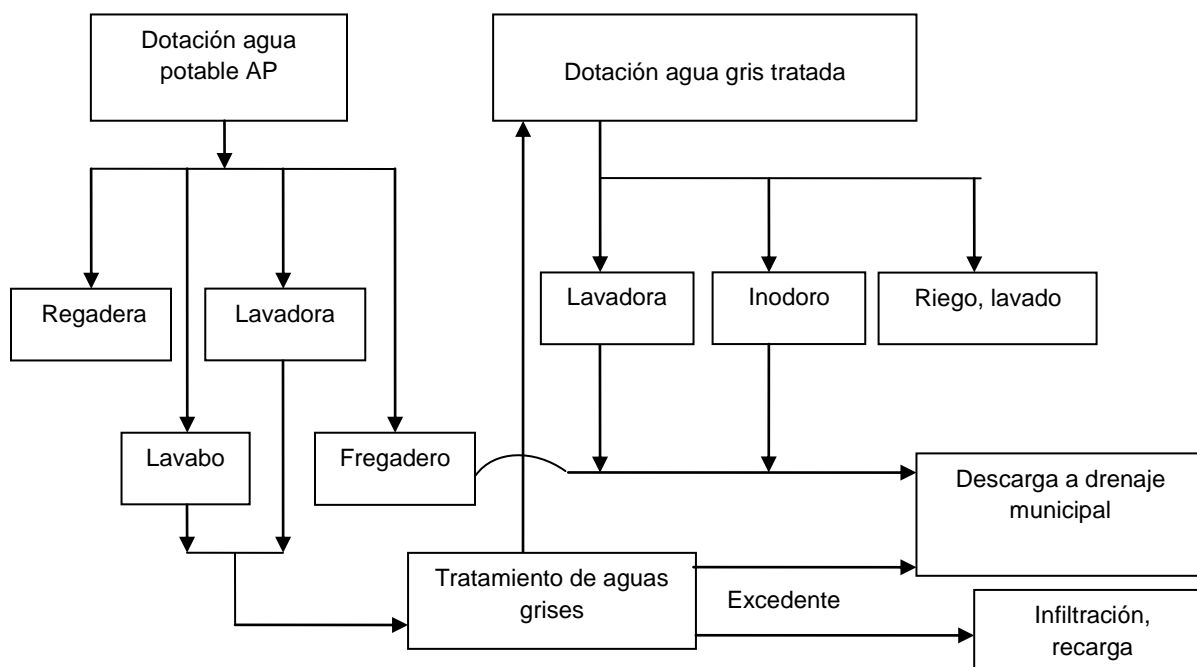 Dotación agua
potable AP
Dotación agua gris tratada
Regadera
Lavadora
Lavadora
Inodoro
Riego, lavado
Lavabo
Fregadero
Descarga a drenaje
municipal
Tratamiento de aguas
grises
Excedente
Infiltración,
recarga